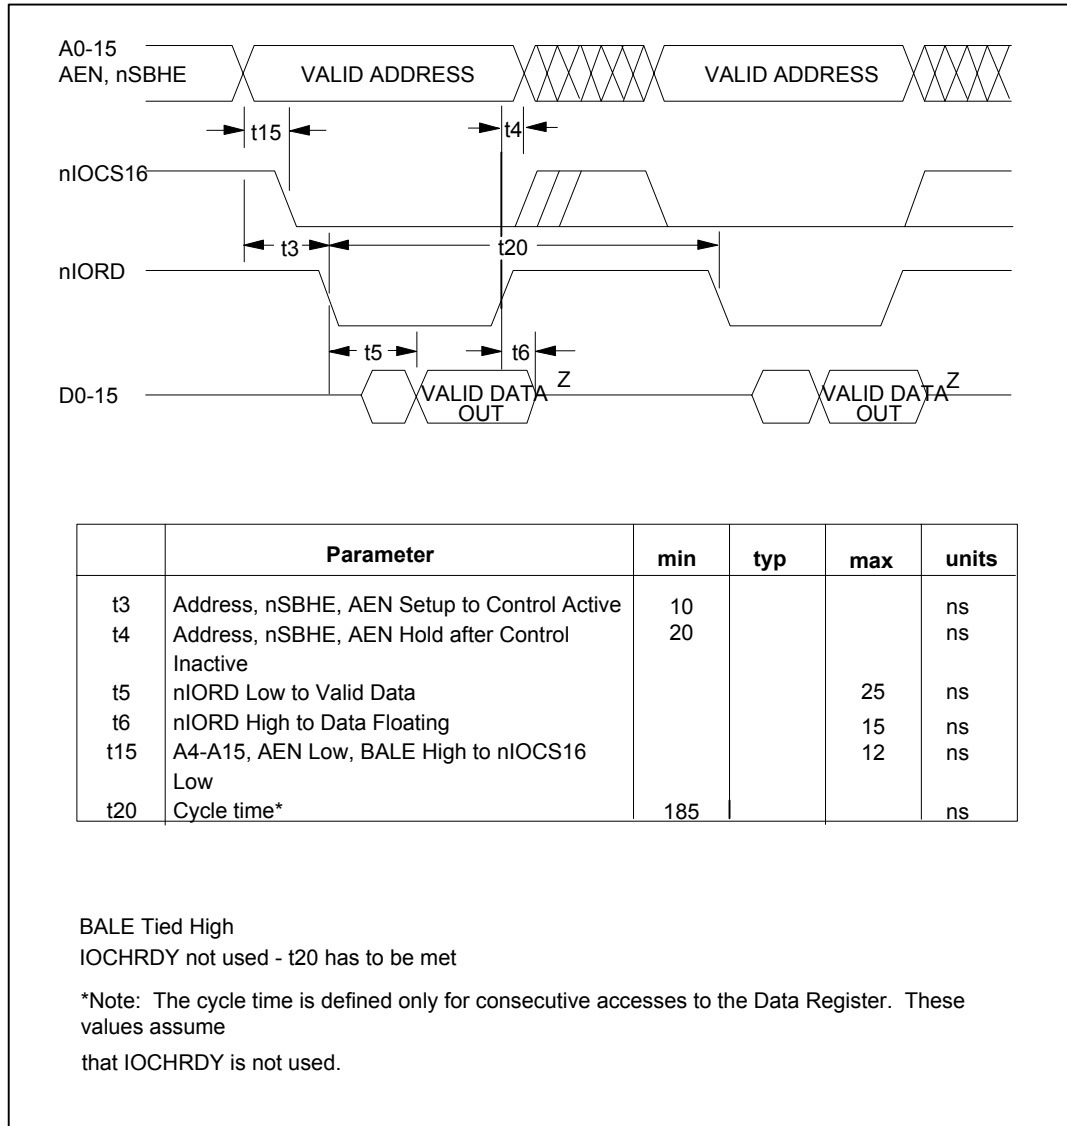 A0-15
AEN, nSBHE
VALID ADDRESS VALID ADDRESS
t15 t4
nIOCS16
t3 t20
nIORD
t5 t6
D0-15
VALID DATA OUT Z
VALID DATA OUT Z
Parameter min typ max units
t3 Address, nSBHE, AEN Setup to Control Active 10 ns
t4 Address, nSBHE, AEN Hold after Control 20 ns
Inactive
t5 nIORD Low to Valid Data 25 ns
t6 nIORD High to Data Floating 15 ns
t15 A4-A15, AEN Low, BALE High to nIOCS16 12 ns
Low
t20 Cycle time* 185 ns
BALE Tied High
IOCHRDY not used - t20 has to be met
*Note: The cycle time is defined only for consecutive accesses to the Data Register. These
values assume
that IOCHRDY is not used.